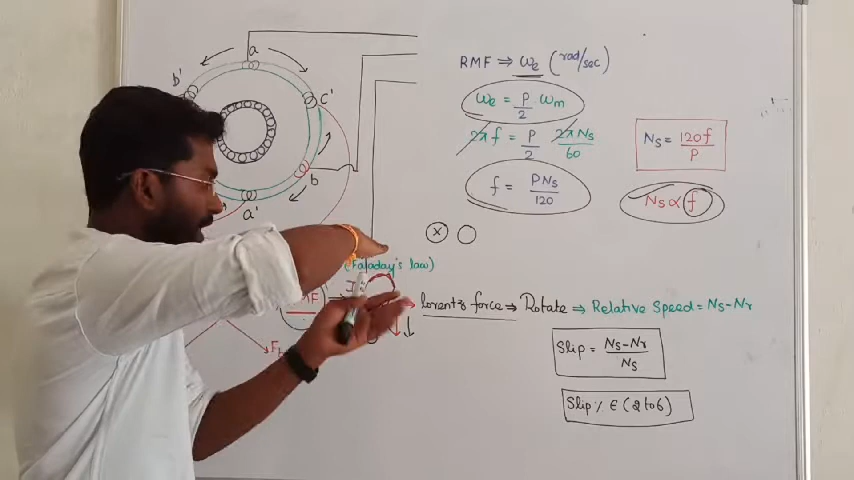 a
b'
c'
b
a'
RMF ⇒ ωe (rad/sec)
ωe = P/2 ωm
2πf = P/2 2πNs/60
f = PNs/120
Ns = 120f/P
Ns ∝ f
x
(Faraday's law)
lorentz force ⇒ Rotate ⇒ Relative Speed = Ns-Nr
Slip = Ns-Nr/Ns
Slip % ∈ (2 to 6)